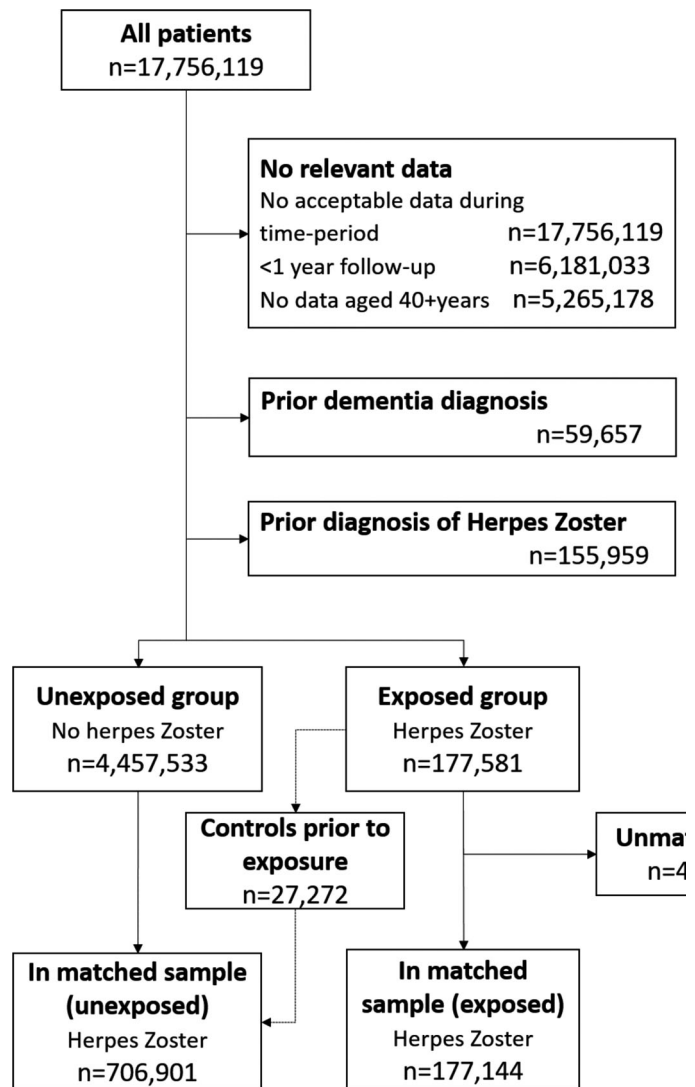 All patients
n=17,756,119
No relevant data
No acceptable data during
time-period n=17,756,119
<1 year follow-up n=6,181,033
No data aged 40+years n=5,265,178
Prior dementia diagnosis
n=59,657
Prior diagnosis of Herpes Zoster
n=155,959
Unexposed group
No herpes Zoster
n=4,457,533
Exposed group
Herpes Zoster
n=177,581
Controls prior to
exposure
n=27,272
In matched sample
(unexposed)
Herpes Zoster
n=706,901
In matched
sample (exposed)
Herpes Zoster
n=177,144